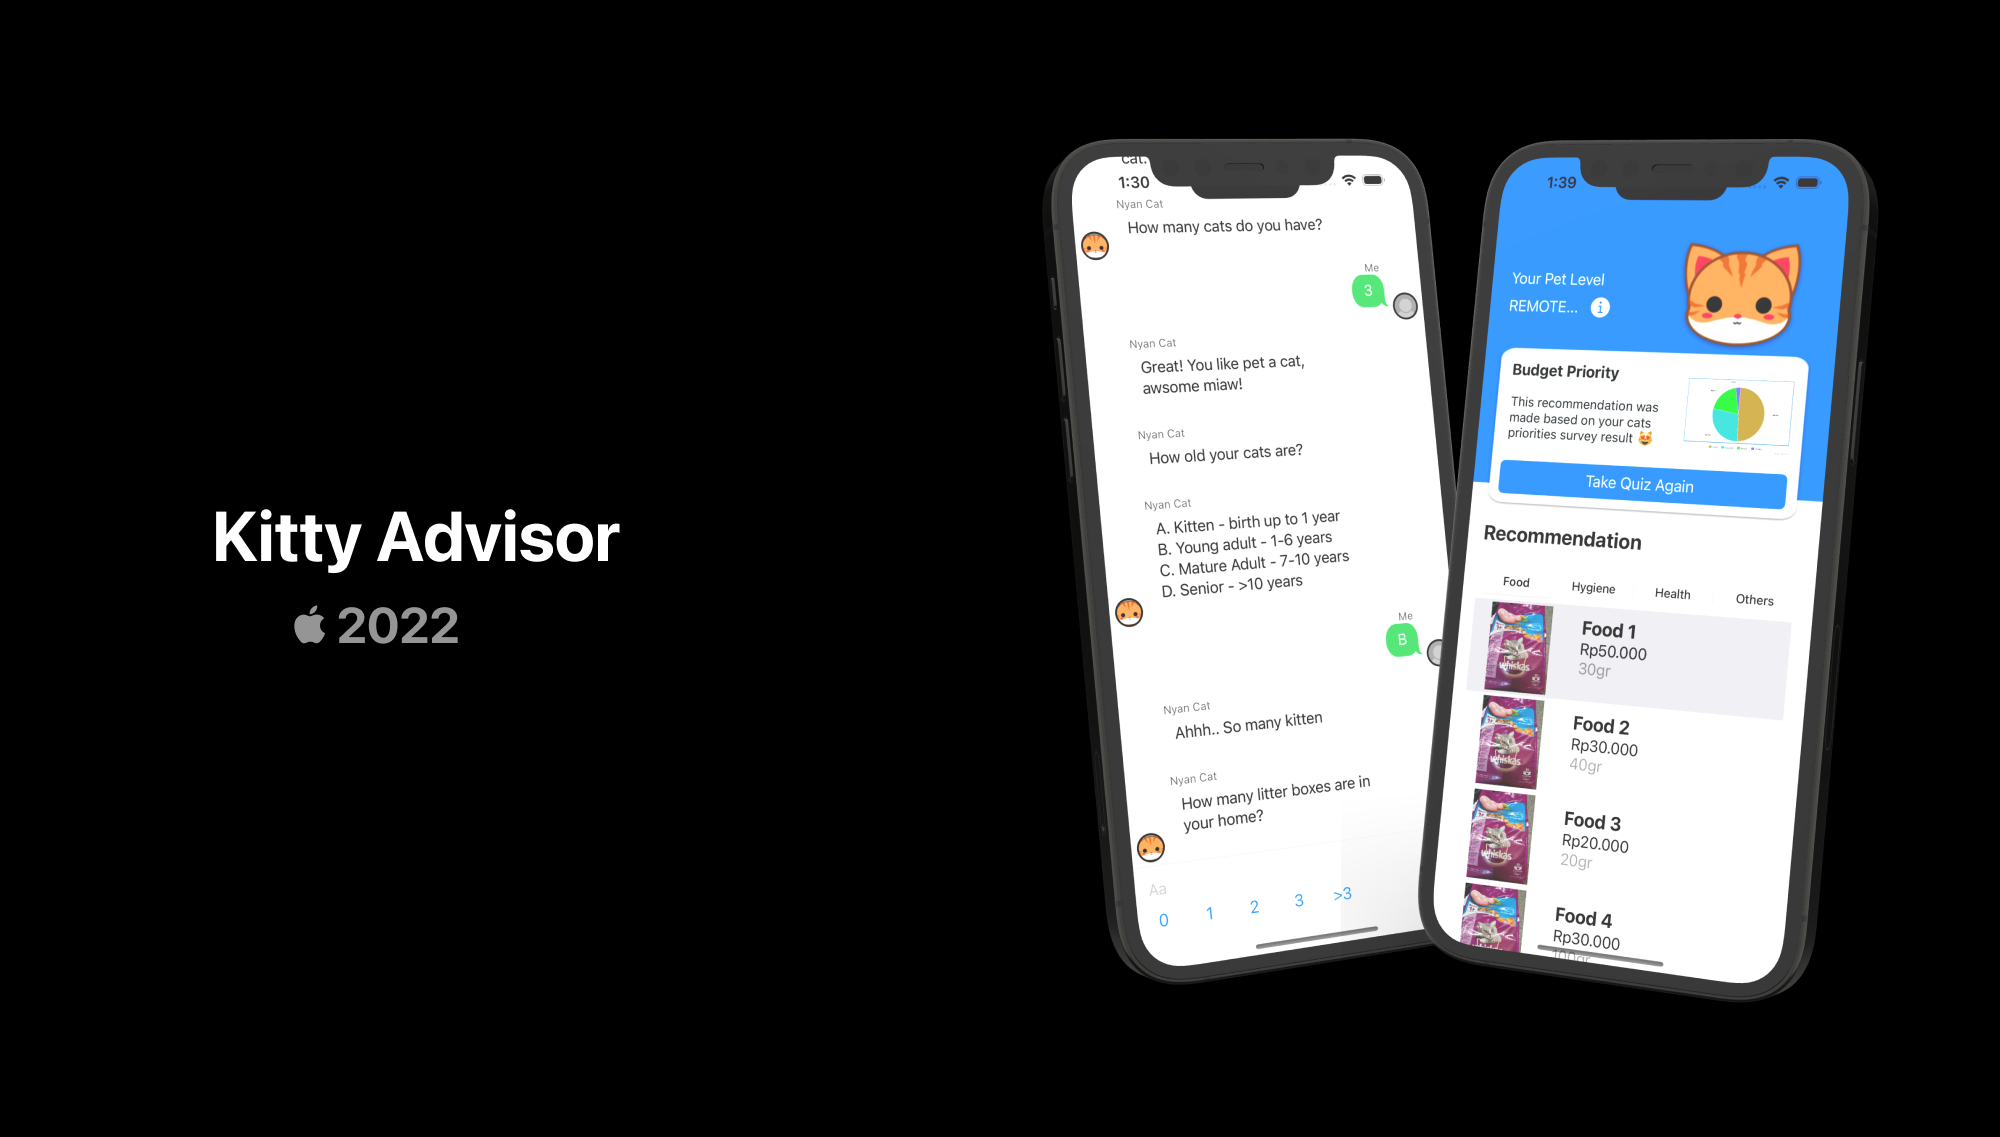 Kitty Advisor
2022
cat.
1:30
Nyan Cat
How many cats do you have?
Me
3
Nyan Cat
Great! You like pet a cat,
awsome miaw!
Nyan Cat
How old your cats are?
Nyan Cat
A. Kitten - birth up to 1 year
B. Young adult - 1-6 years
C. Mature Adult - 7-10 years
D. Senior - >10 years
Me
B
Nyan Cat
Ahhh.. So many kitten
Nyan Cat
How many litter boxes are in
your home?
Aa
0 1 2 3 >3
1:39
Your Pet Level
REMOTE...
Budget Priority
This recommendation was
made based on your cats
priorities survey result 😻
Take Quiz Again
Recommendation
Food Hygiene Health Others
whiskas
Food 1
Rp50.000
30gr
whiskas
Food 2
Rp30.000
40gr
whiskas
Food 3
Rp20.000
20gr
Food 4
Rp30.000
100gr